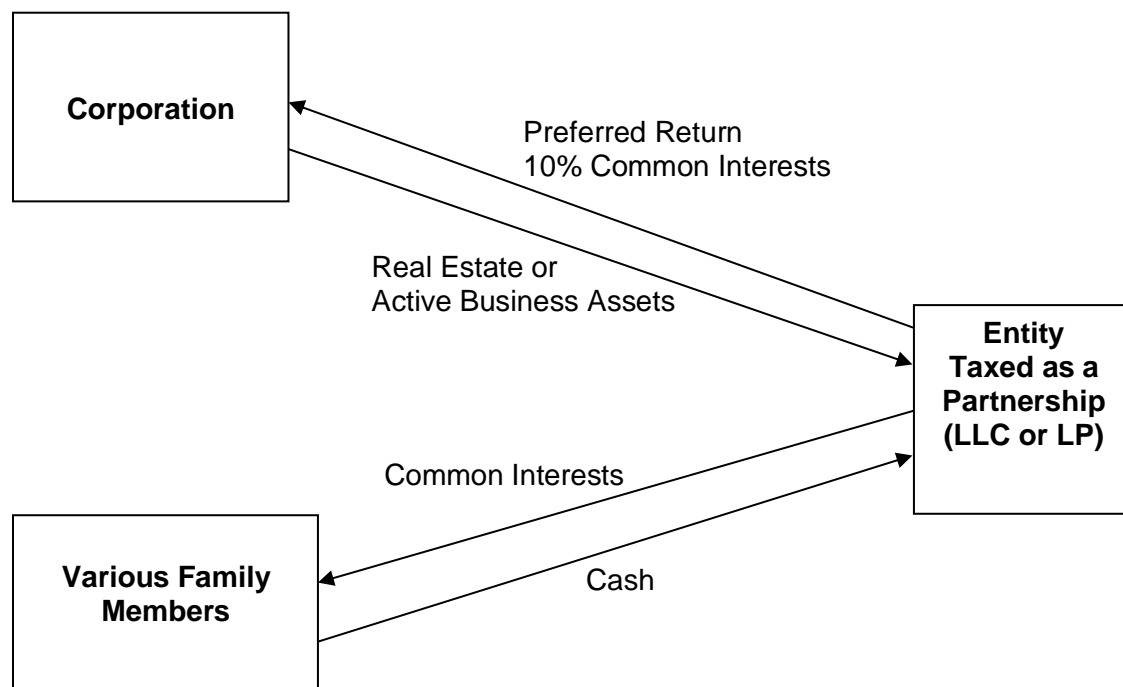 Corporation
Preferred Return
10% Common Interests
Real Estate or
Active Business Assets
Entity
Taxed as a
Partnership
(LLC or LP)
Common Interests
Cash
Various Family
Members